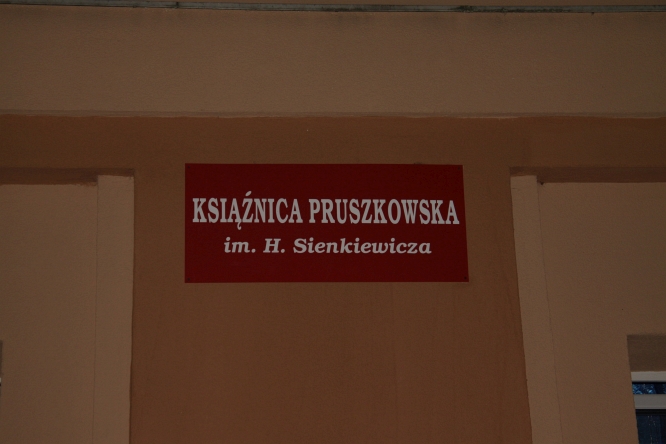 KSIĄŻNICA PRUSZKOWSKA
im. H. Sienkiewicza